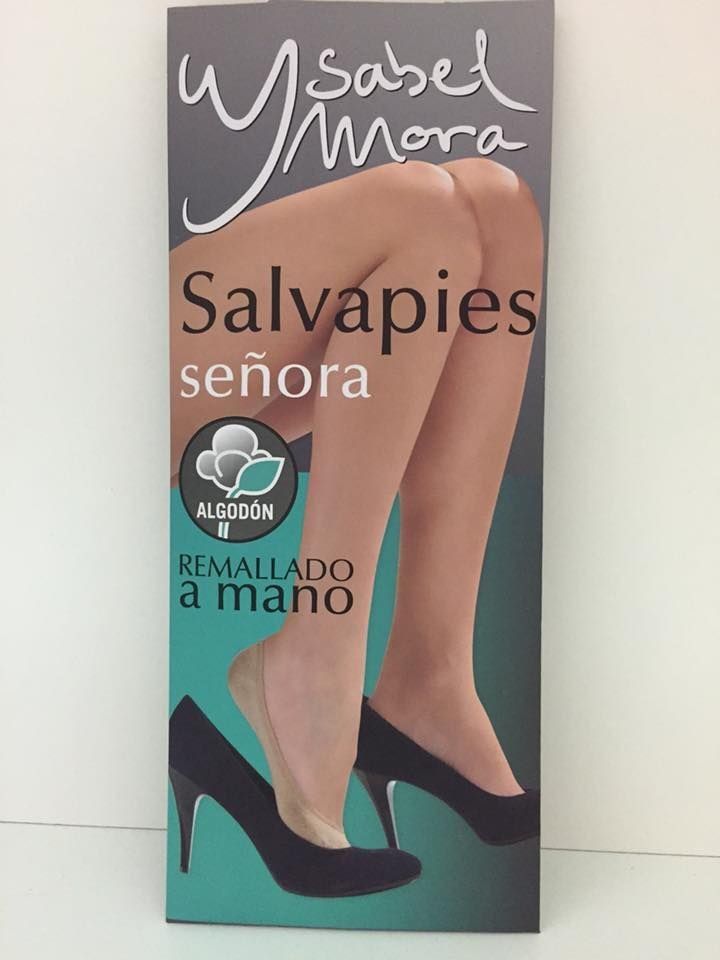 Ysabel
Mora
Salvapies
señora
ALGODÓN
REMALLADO
a mano